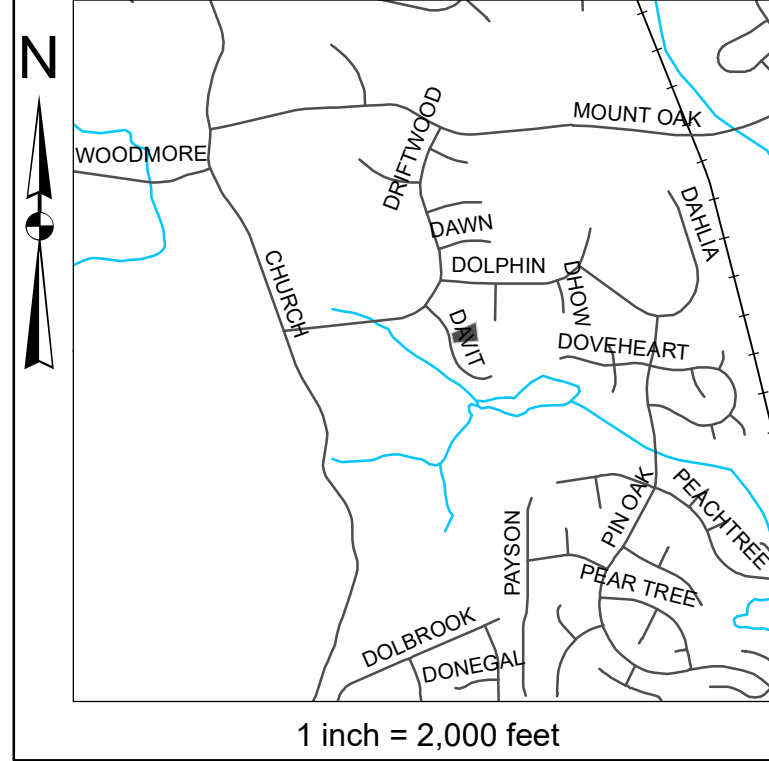 N
MOUNT OAK
WOODMORE
DRIFTWOOD
DAHLIA
DAWN
DOLPHIN
CHURCH
DHOW
DAVIT
DOVEHEART
PIN OAK
PEACHTREE
PAYSON
PEAR TREE
DOLBROOK
DONEGAL
1 inch = 2,000 feet